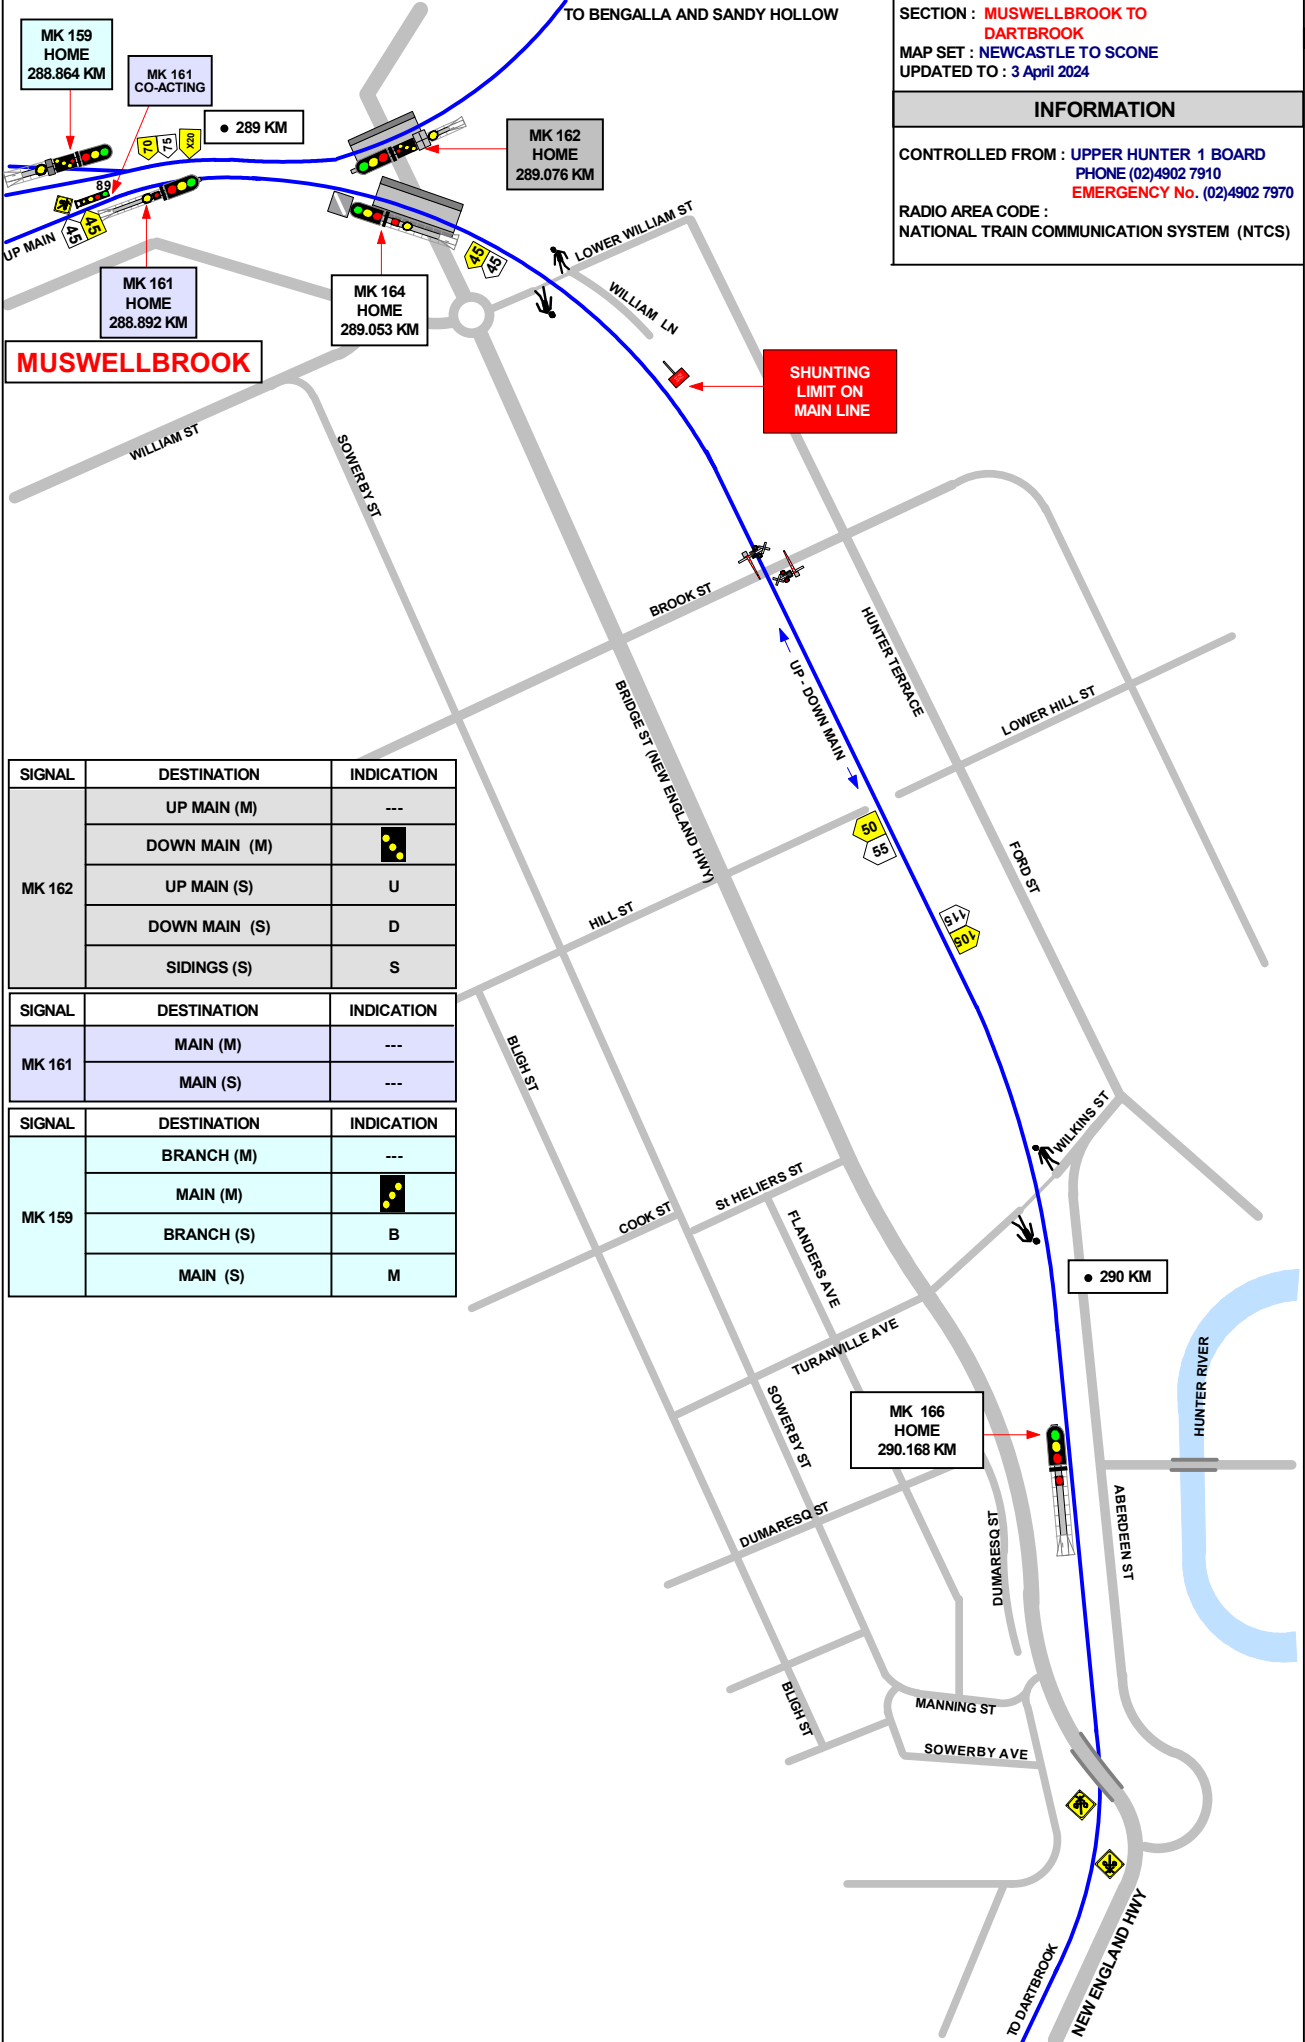 TO BENGALLA AND SANDY HOLLOW
SECTION : MUSWELLBROOK TO
DARTBROOK
MAP SET : NEWCASTLE TO SCONE
UPDATED TO : 3 April 2024
INFORMATION
CONTROLLED FROM : UPPER HUNTER 1 BOARD
PHONE (02)4902 7910
EMERGENCY No. (02)4902 7970
RADIO AREA CODE :
NATIONAL TRAIN COMMUNICATION SYSTEM (NTCS)
MK 159
HOME
288.864 KM
MK 161
CO-ACTING
● 289 KM
70
75
X20
MK 162
HOME
289.076 KM
89
45
45
UP MAIN
MK 161
HOME
288.892 KM
MK 164
HOME
289.053 KM
45
45
LOWER WILLIAM ST
WILLIAM LN
MUSWELLBROOK
SHUNTING
LIMIT ON
MAIN LINE
WILLIAM ST
SOWERBY ST
BROOK ST
HUNTER TERRACE
UP - DOWN MAIN
BRIDGE ST (NEW ENGLAND HWY)
LOWER HILL ST
50
55
FORD ST
HILL ST
115
105
SIGNAL DESTINATION INDICATION
MK 162
UP MAIN (M) ---
DOWN MAIN (M)
UP MAIN (S) U
DOWN MAIN (S) D
SIDINGS (S) S
SIGNAL DESTINATION INDICATION
MK 161
MAIN (M) ---
MAIN (S) ---
SIGNAL DESTINATION INDICATION
MK 159
BRANCH (M) ---
MAIN (M)
BRANCH (S) B
MAIN (S) M
BLIGH ST
WILKINS ST
St HELIERS ST
COOK ST
FLANDERS AVE
● 290 KM
TURANVILLE AVE
HUNTER RIVER
MK 166
HOME
290.168 KM
SOWERBY ST
DUMARESQ ST
DUMARESQ ST
ABERDEEN ST
BLIGH ST
MANNING ST
SOWERBY AVE
TO DARTBROOK
NEW ENGLAND HWY